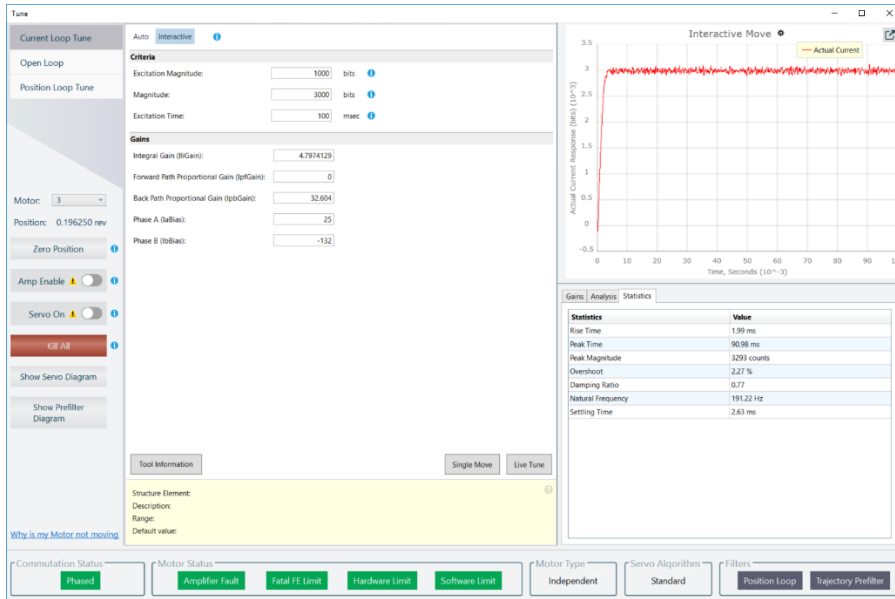 Tune
Current Loop Tune
Open Loop
Position Loop Tune
Motor: 3
Position: 0.196250 rev
Zero Position
Amp Enable
Servo On
Kill All
Show Servo Diagram
Show Prefilter
Diagram
Why is my Motor not moving
Auto Interactive
Criteria
Excitation Magnitude: 1000 bits
Magnitude: 3000 bits
Excitation Time: 100 msec
Gains
Integral Gain (IiGain): 4.7974129
Forward Path Proportional Gain (IpfGain): 0
Back Path Proportional Gain (IpbGain): 32.604
Phase A (IaBias): 25
Phase B (IbBias): -132
Tool Information Single Move Live Tune
Structure Element:
Description:
Range:
Default value:
Interactive Move
Actual Current
Actual Current Response (bits) (10^3)
3.5
3
2.5
2
1.5
1
0.5
0
-0.5
0 10 20 30 40 50 60 70 80 90
Time, Seconds (10^-3)
Gains Analysis Statistics
Statistics Value
Rise Time 1.99 ms
Peak Time 90.98 ms
Peak Magnitude 3293 counts
Overshoot 2.27 %
Damping Ratio 0.77
Natural Frequency 191.22 Hz
Settling Time 2.63 ms
Commutation Status
Phased
Motor Status
Amplifier Fault Fatal FE Limit Hardware Limit Software Limit
Motor Type
Independent
Servo Algorithm
Standard
Filters
Position Loop Trajectory Prefilter